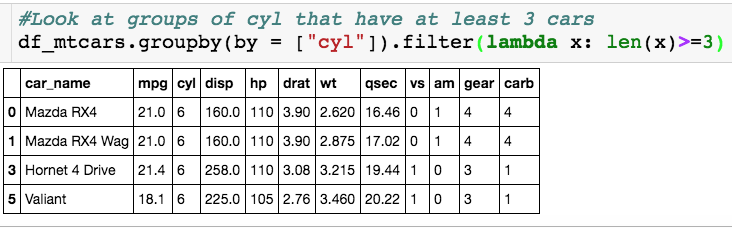 #Look at groups of cyl that have at least 3 cars
df_mtcars.groupby(by = ["cyl"]).filter(lambda x: len(x)>=3)
car_name mpg cyl disp hp drat wt qsec vs am gear carb
0 Mazda RX4 21.0 6 160.0 110 3.90 2.620 16.46 0 1 4 4
1 Mazda RX4 Wag 21.0 6 160.0 110 3.90 2.875 17.02 0 1 4 4
3 Hornet 4 Drive 21.4 6 258.0 110 3.08 3.215 19.44 1 0 3 1
5 Valiant 18.1 6 225.0 105 2.76 3.460 20.22 1 0 3 1